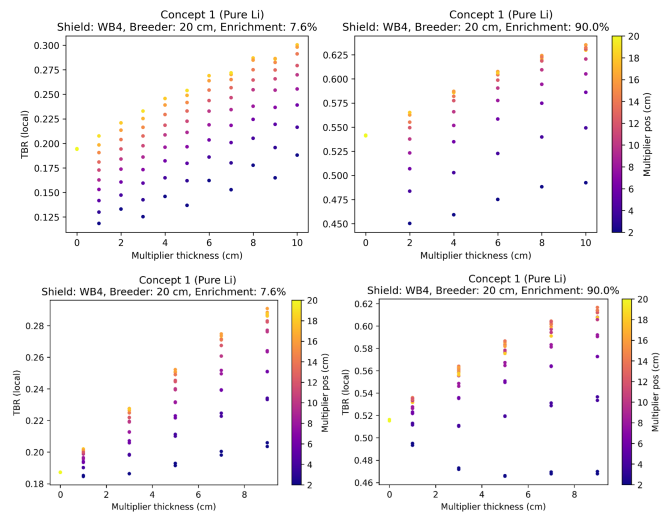 Concept 1 (Pure Li)
Shield: WB4, Breeder: 20 cm, Enrichment: 7.6%
TBR (local)
0.300
0.275
0.250
0.225
0.200
0.175
0.150
0.125
0 2 4 6 8 10
Multiplier thickness (cm)
Concept 1 (Pure Li)
Shield: WB4, Breeder: 20 cm, Enrichment: 90.0%
TBR (local)
0.625
0.600
0.575
0.550
0.525
0.500
0.475
0.450
0 2 4 6 8 10
Multiplier thickness (cm)
20
18
16
14
12
10
8
6
4
2
Multiplier pos (cm)
Concept 1 (Pure Li)
Shield: WB4, Breeder: 20 cm, Enrichment: 7.6%
TBR (local)
0.28
0.26
0.24
0.22
0.20
0.18
0 2 4 6 8
Multiplier thickness (cm)
20
18
16
14
12
10
8
6
4
2
Multiplier pos (cm)
Concept 1 (Pure Li)
Shield: WB4, Breeder: 20 cm, Enrichment: 90.0%
TBR (local)
0.62
0.60
0.58
0.56
0.54
0.52
0.50
0.48
0.46
0 2 4 6 8
Multiplier thickness (cm)
20
18
16
14
12
10
8
6
4
2
Multiplier pos (cm)